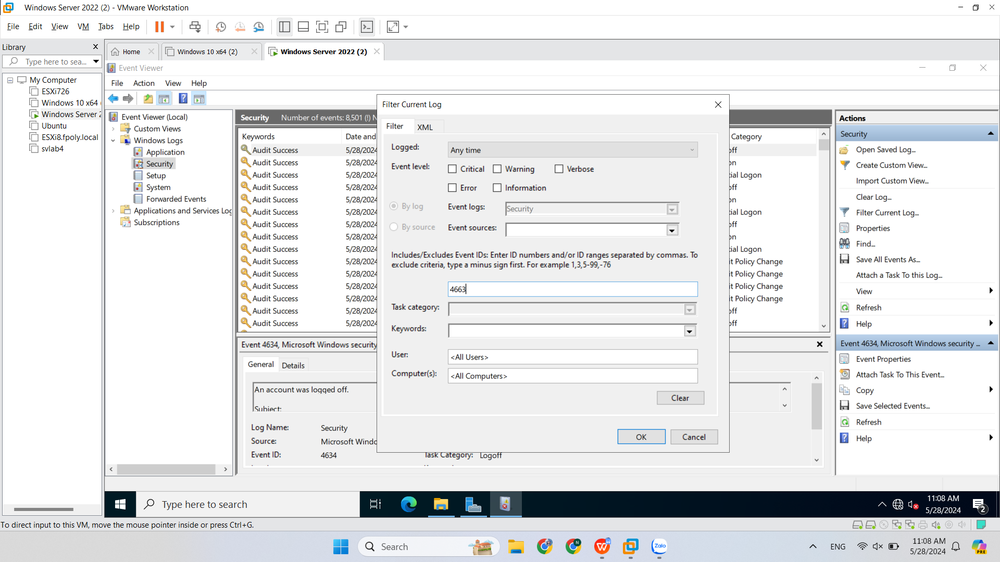 Windows Server 2022 (2) - VMware Workstation
File Edit View VM Tabs Help
Library
Type here to sea...
My Computer
ESXi726
Windows 10 x64
Windows Server 2
Ubuntu
ESXi8.fpoly.local
svlab4
Home
Windows 10 x64 (2)
Windows Server 2022 (2)
Event Viewer
File Action View Help
Event Viewer (Local)
Custom Views
Windows Logs
Application
Security
Setup
System
Forwarded Events
Applications and Services Log
Subscriptions
Security Number of events: 8,501 (!) N
Keywords Date and Category
Audit Success 5/28/2024 off
Audit Success 5/28/2024 on
Audit Success 5/28/2024 ial Logon
Audit Success 5/28/2024 off
Audit Success 5/28/2024 on
Audit Success 5/28/2024 ial Logon
Audit Success 5/28/2024 off
Audit Success 5/28/2024 on
Audit Success 5/28/2024 ial Logon
Audit Success 5/28/2024 it Policy Change
Audit Success 5/28/2024 it Policy Change
Audit Success 5/28/2024 it Policy Change
Audit Success 5/28/2024 it Policy Change
Audit Success 5/28/2024 off
Audit Success 5/28/2024 off
Event 4634, Microsoft Windows security
General Details
An account was logged off.
Subject:
Log Name: Security
Source: Microsoft Windo
Event ID: 4634 Task Category: Logoff
Filter Current Log
Filter XML
Logged: Any time
Event level: Critical Warning Verbose
Error Information
By log Event logs: Security
By source Event sources:
Includes/Excludes Event IDs: Enter ID numbers and/or ID ranges separated by commas. To
exclude criteria, type a minus sign first. For example 1,3,5-99,-76
4663
Task category:
Keywords:
User: <All Users>
Computer(s): <All Computers>
Clear
OK Cancel
Actions
Security
Open Saved Log...
Create Custom View...
Import Custom View...
Clear Log...
Filter Current Log...
Properties
Find...
Save All Events As...
Attach a Task To this Log...
View
Refresh
Help
Event 4634, Microsoft Windows security ...
Event Properties
Attach Task To This Event...
Copy
Save Selected Events...
Refresh
Help
Type here to search
11:08 AM
5/28/2024
2
To direct input to this VM, move the mouse pointer inside or press Ctrl+G.
Search
Zalo
ENG
11:08 AM
5/28/2024
PRE